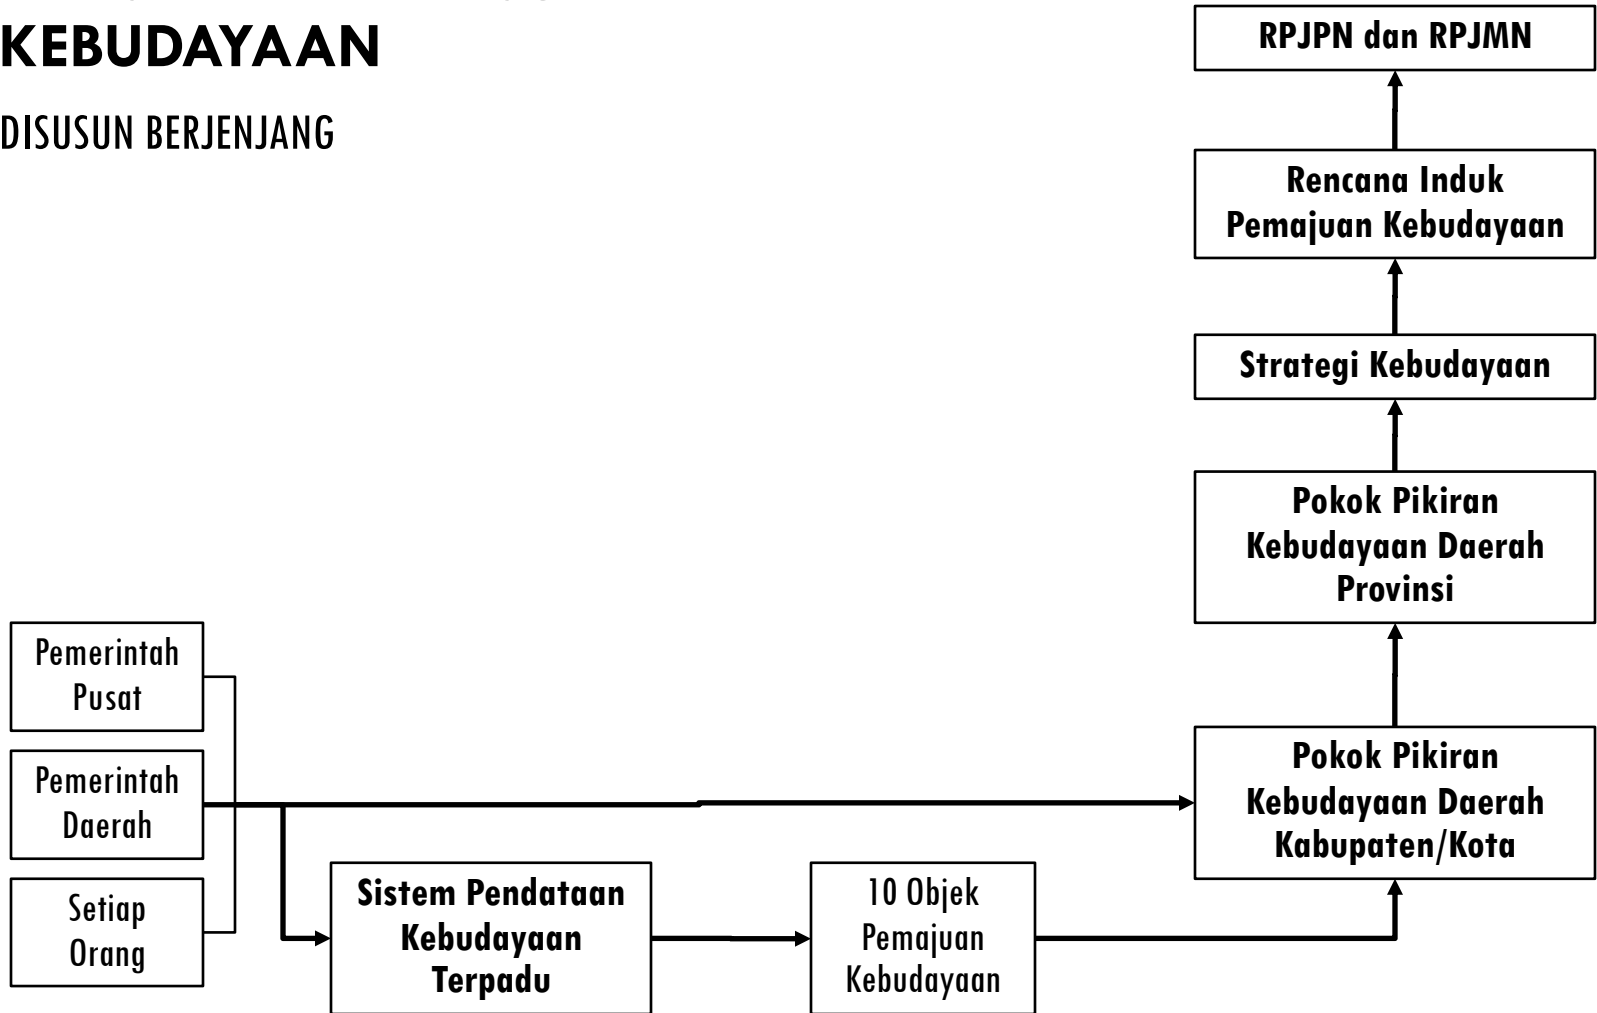 KEBUDAYAAN
DISUSUN BERJENJANG
RPJPN dan RPJMN
Rencana Induk
Pemajuan Kebudayaan
Strategi Kebudayaan
Pokok Pikiran
Kebudayaan Daerah
Provinsi
Pemerintah
Pusat
Pemerintah
Daerah
Setiap
Orang
Pokok Pikiran
Kebudayaan Daerah
Kabupaten/Kota
Sistem Pendataan
Kebudayaan
Terpadu
10 Objek
Pemajuan
Kebudayaan